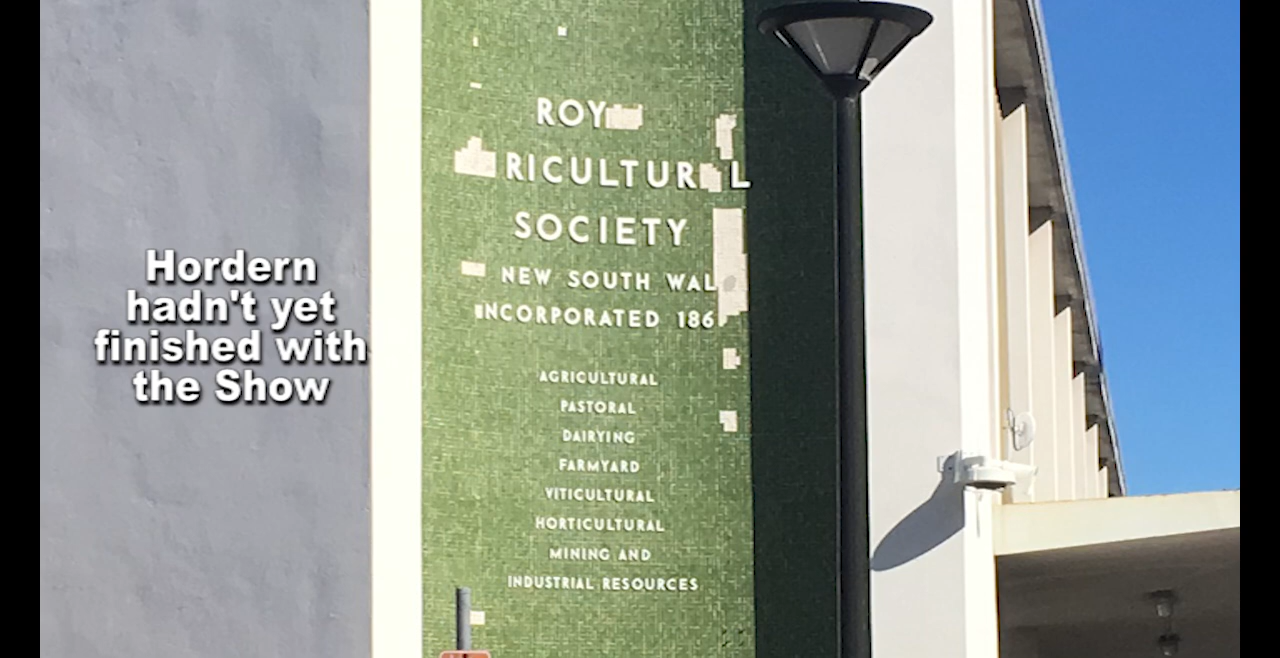 Hordern
hadn't yet
finished with
the Show
ROY
RICULTUR L
SOCIETY
NEW SOUTH WAL
INCORPORATED 186
AGRICULTURAL
PASTORAL
DAIRYING
FARMYARD
VITICULTURAL
HORTICULTURAL
MINING AND
INDUSTRIAL RESOURCES